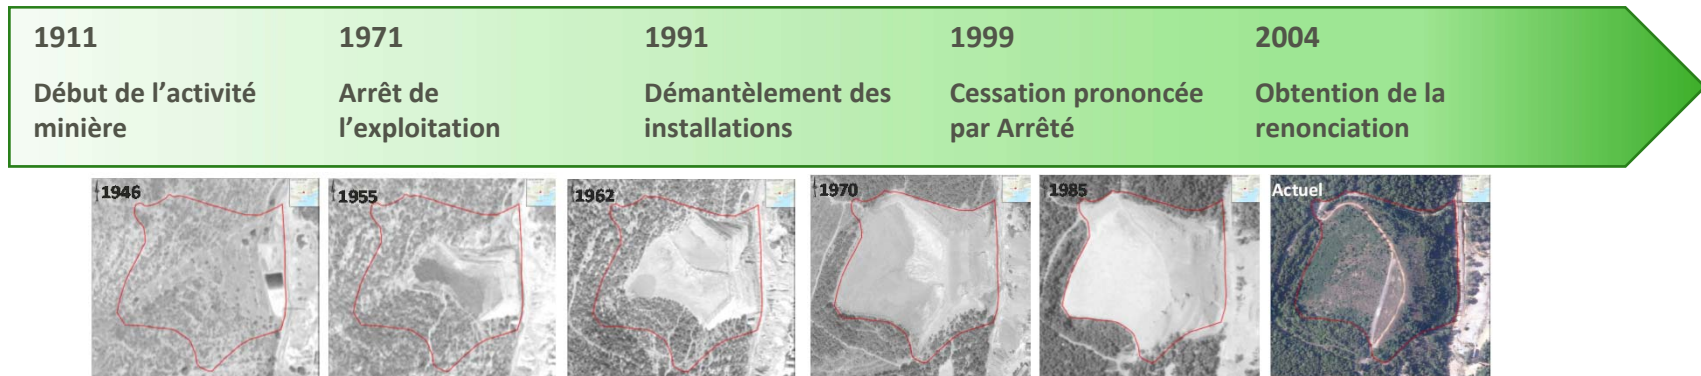 1911
Début de l’activité
minière
1971
Arrêt de
l’exploitation
1991
Démantèlement des
installations
1999
Cessation prononcée
par Arrêté
2004
Obtention de la
renonciation
1946
1955
1962
1970
1985
Actuel